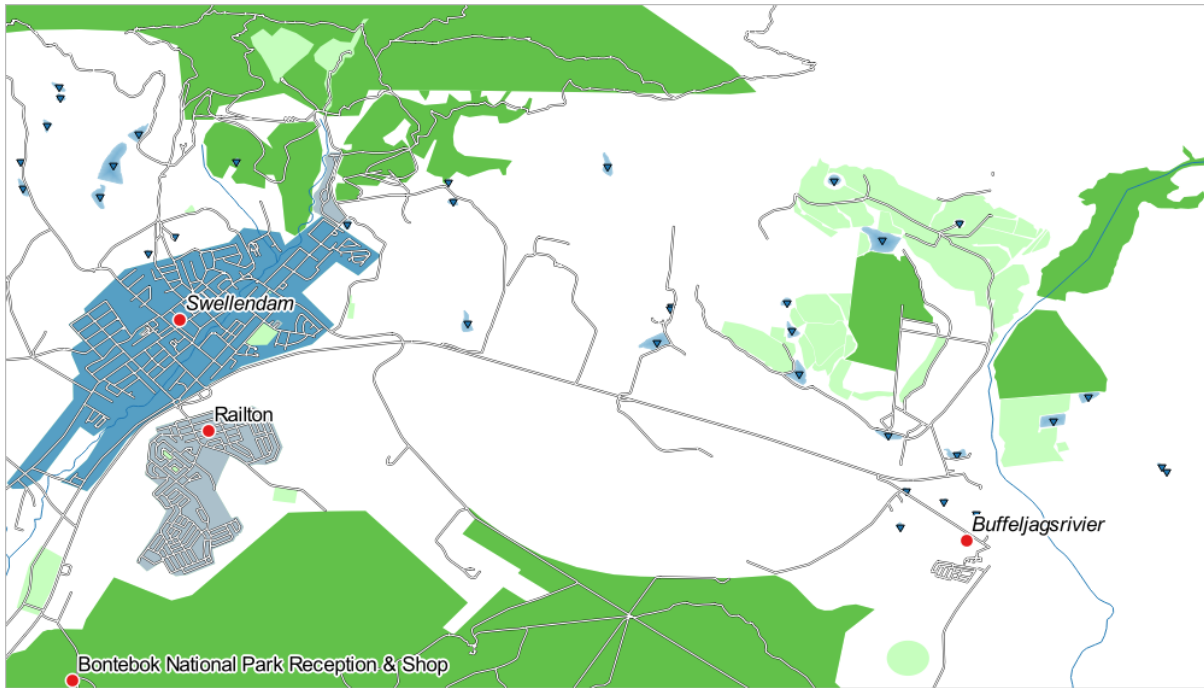 Swellendam
Railton
Buffeljagsrivier
Bontebok National Park Reception & Shop